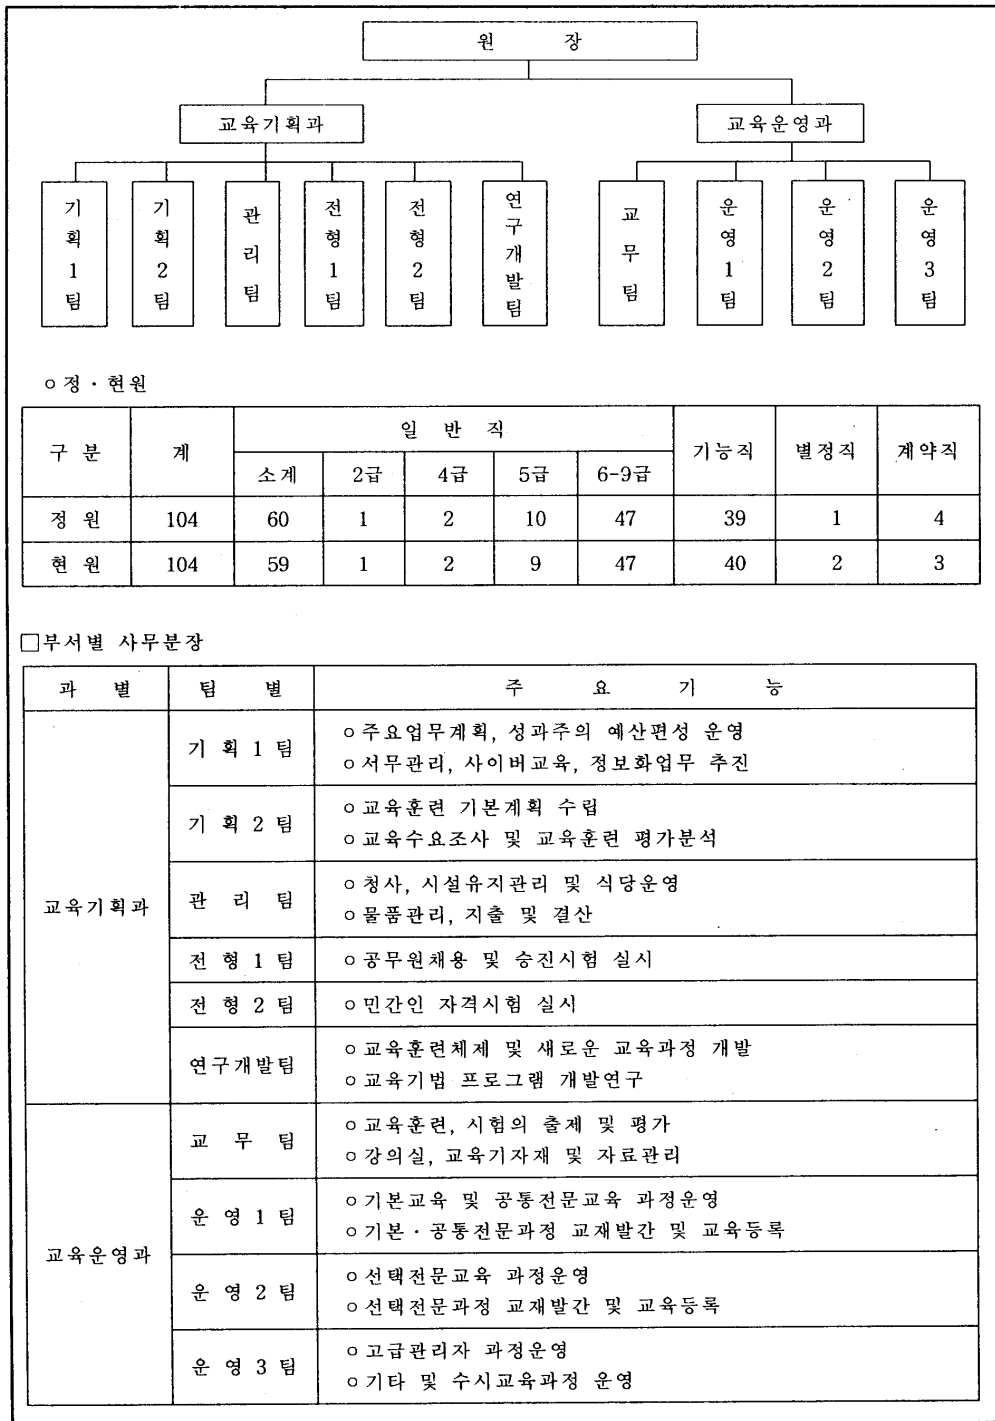 원 장
교육기획과 교육운영과
기획1팀 기획2팀 관리팀 전형1팀 전형2팀 연구개발팀 교무팀 운영1팀 운영2팀 운영3팀
○정·현원
구 분 계 일 반 직 기능직 별정직 계약직
소계 2급 4급 5급 6-9급
정 원 104 60 1 2 10 47 39 1 4
현 원 104 59 1 2 9 47 40 2 3
□부서별 사무분장
과 별 팀 별 주 요 기 능
교육기획과
기 획 1 팀
○주요업무계획, 성과주의 예산편성 운영
○서무관리, 사이버교육, 정보화업무 추진
기 획 2 팀
○교육훈련 기본계획 수립
○교육수요조사 및 교육훈련 평가분석
관 리 팀
○청사, 시설유지관리 및 식당운영
○물품관리, 지출 및 결산
전 형 1 팀
○공무원채용 및 승진시험 실시
전 형 2 팀
○민간인 자격시험 실시
연구개발팀
○교육훈련체제 및 새로운 교육과정 개발
○교육기법 프로그램 개발연구
교육운영과
교 무 팀
○교육훈련, 시험의 출제 및 평가
○강의실, 교육기자재 및 자료관리
운 영 1 팀
○기본교육 및 공통전문교육 과정운영
○기본·공통전문과정 교재발간 및 교육등록
운 영 2 팀
○선택전문교육 과정운영
○선택전문과정 교재발간 및 교육등록
운 영 3 팀
○고급관리자 과정운영
○기타 및 수시교육과정 운영